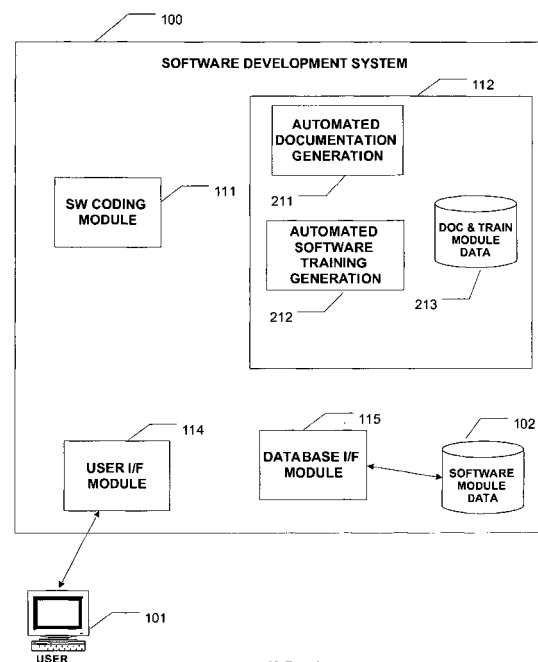 100
SOFTWARE DEVELOPMENT SYSTEM
112
AUTOMATED
DOCUMENTATION
GENERATION
211
111
SW CODING
MODULE
AUTOMATED
SOFTWARE
TRAINING
GENERATION
212
DOC & TRAIN
MODULE
DATA
213
114
USER I/F
MODULE
115
DATABASE I/F
MODULE
102
SOFTWARE
MODULE
DATA
101
USER